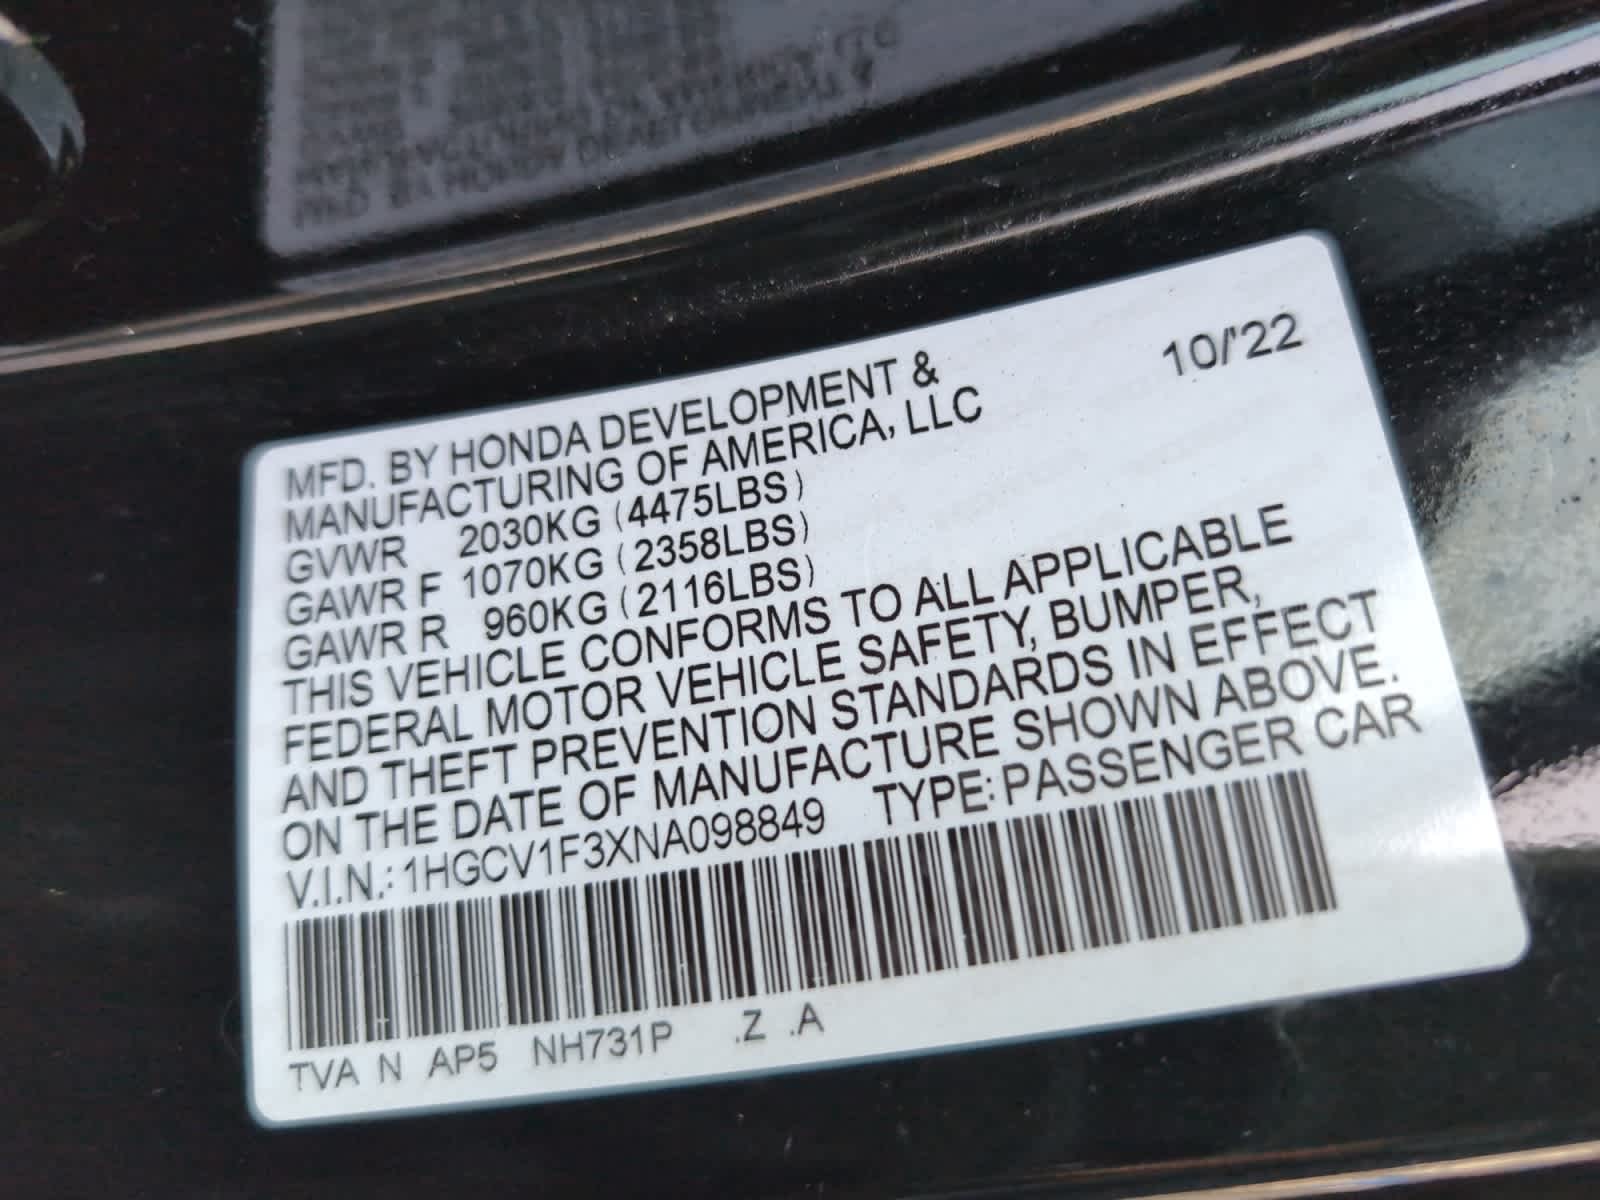 MFD. BY HONDA DEVELOPMENT &
MANUFACTURING OF AMERICA, LLC
10/'22
GVWR 2030KG (4475LBS)
GAWR F 1070KG (2358LBS)
GAWR R 960KG (2116LBS)
THIS VEHICLE CONFORMS TO ALL APPLICABLE
FEDERAL MOTOR VEHICLE SAFETY, BUMPER,
AND THEFT PREVENTION STANDARDS IN EFFECT
ON THE DATE OF MANUFACTURE SHOWN ABOVE.
V.I.N.: 1HGCV1F3XNA098849 TYPE: PASSENGER CAR
TVA N AP5 NH731P .Z .A